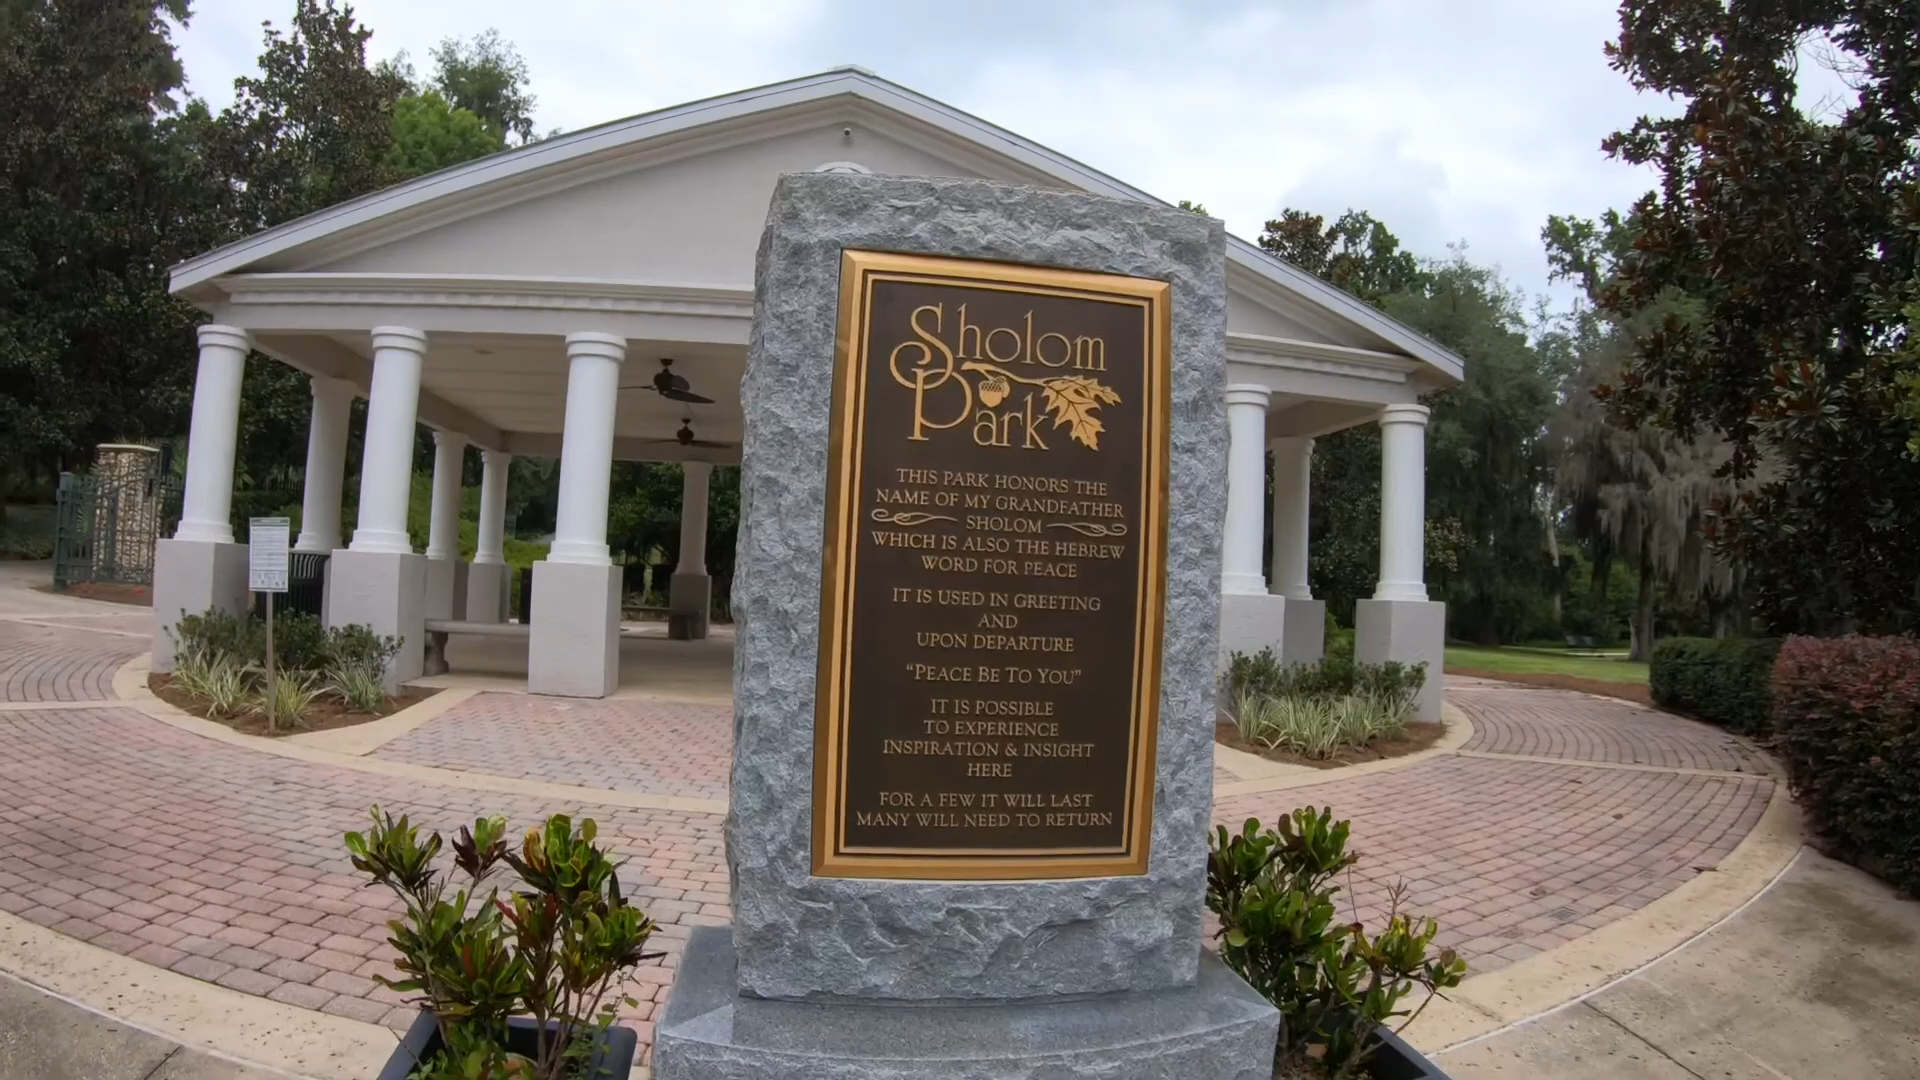 Sholom
Park
THIS PARK HONORS THE
NAME OF MY GRANDFATHER
SHOLOM
WHICH IS ALSO THE HEBREW
WORD FOR PEACE
IT IS USED IN GREETING
AND
UPON DEPARTURE
"PEACE BE TO YOU"
IT IS POSSIBLE
TO EXPERIENCE
INSPIRATION & INSIGHT
HERE
FOR A FEW IT WILL LAST
MANY WILL NEED TO RETURN